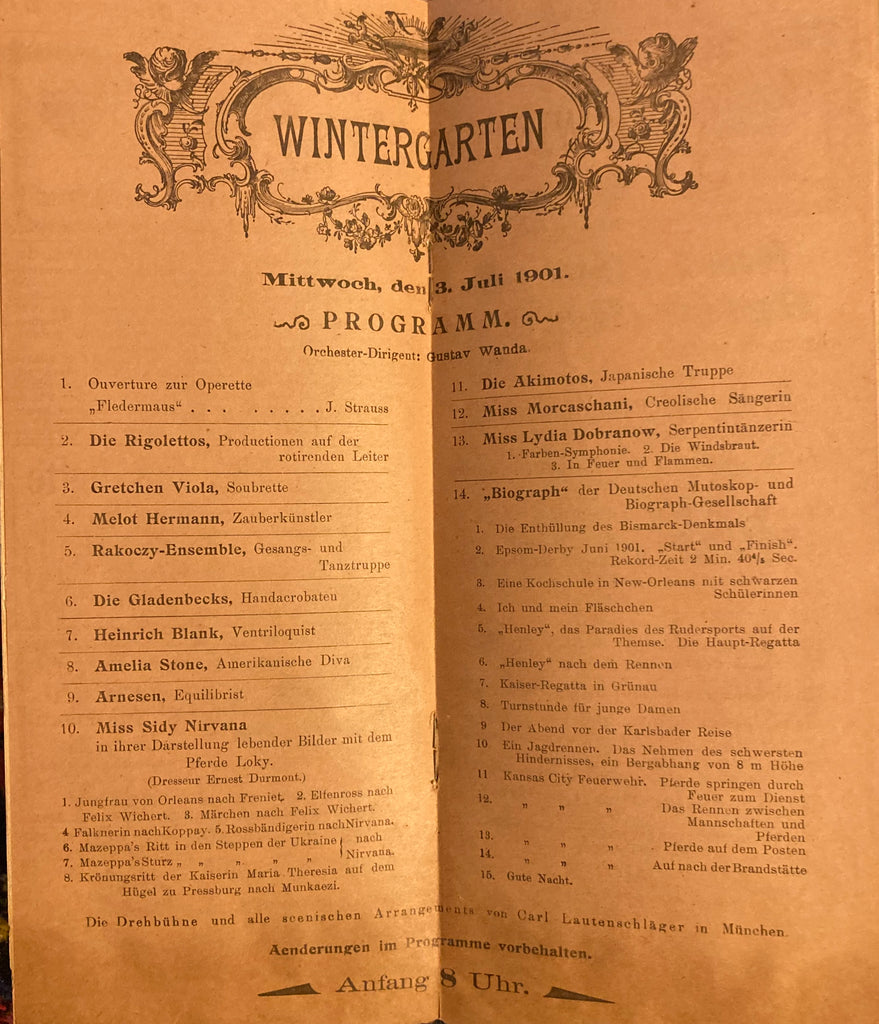 WINTERGARTEN
Mittwoch, den 3. Juli 1901.
PROGRAMM.
Orchester-Dirigent: Gustav Wanda.
1. Ouverture zur Operette
„Fledermaus“ . . . . . . . . . J. Strauss
2. Die Rigolettos, Productionen auf der
rotirenden Leiter
3. Gretchen Viola, Soubrette
4. Melot Hermann, Zauberkünstler
5. Rakoczy-Ensemble, Gesangs- und
Tanztruppe
6. Die Gladenbecks, Handacrobaten
7. Heinrich Blank, Ventriloquist
8. Amelia Stone, Amerikanische Diva
9. Arnesen, Equilibrist
10. Miss Sidy Nirvana
in ihrer Darstellung lebender Bilder mit dem
Pferde Loky.
(Dresseur Ernest Durmont.)
1. Jungfrau von Orleans nach Freniet. 2. Elfenross nach
Felix Wichert. 3. Märchen nach Felix Wichert.
4 Falknerin nach Koppay. 5. Rossbändigerin nach Nirvana.
6. Mazeppa's Ritt in den Steppen der Ukraine } nach
7. Mazeppa's Sturz „ „ „ „ „ } Nirvana.
8. Krönungsritt der Kaiserin Maria Theresia auf dem
Hügel zu Pressburg nach Munkaezi.
11. Die Akimotos, Japanische Truppe
12. Miss Morcaschani, Creolische Sängerin
13. Miss Lydia Dobranow, Serpentintänzerin
1. Farben-Symphonie. 2. Die Windsbraut.
3. In Feuer und Flammen.
14. „Biograph“ der Deutschen Mutoskop- und
Biograph-Gesellschaft
1. Die Enthüllung des Bismarck-Denkmals
2. Epsom-Derby Juni 1901. „Start“ und „Finish“.
Rekord-Zeit 2 Min. 40⁴/₅ Sec.
3. Eine Kochschule in New-Orleans mit schwarzen
Schülerinnen
4. Ich und mein Fläschchen
5. „Henley“, das Paradies des Rudersports auf der
Themse. Die Haupt-Regatta
6. „Henley“ nach dem Rennen
7. Kaiser-Regatta in Grünau
8. Turnstunde für junge Damen
9 Der Abend vor der Karlsbader Reise
10 Ein Jagdrennen. Das Nehmen des schwersten
Hindernisses, ein Bergabhang von 8 m Höhe
11 Kansas City Feuerwehr. Pferde springen durch
Feuer zum Dienst
12. „ „ „ Das Rennen zwischen
Mannschaften und
Pferden
13. „ „ „ Pferde auf dem Posten
14. „ „ „ Auf nach der Brandstätte
15. Gute Nacht.
Die Drehbühne und alle scenischen Arrangements von Carl Lautenschläger in München.
Aenderungen im Programme vorbehalten.
Anfang 8 Uhr.